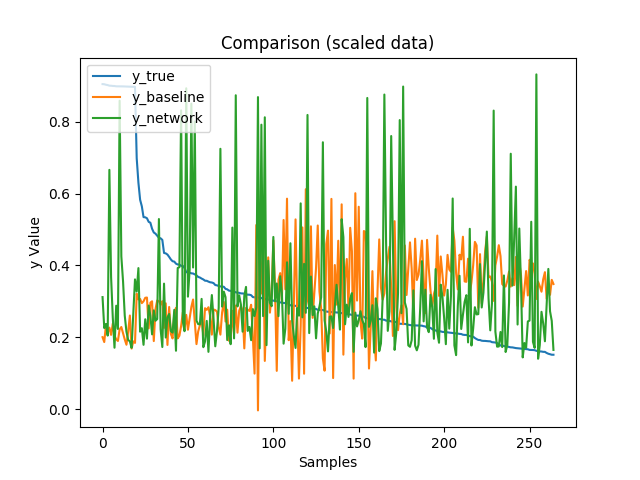 Comparison (scaled data)
y_true
y_baseline
y_network
0.8
0.6
0.4
0.2
0.0
y Value
0
50
100
150
200
250
Samples